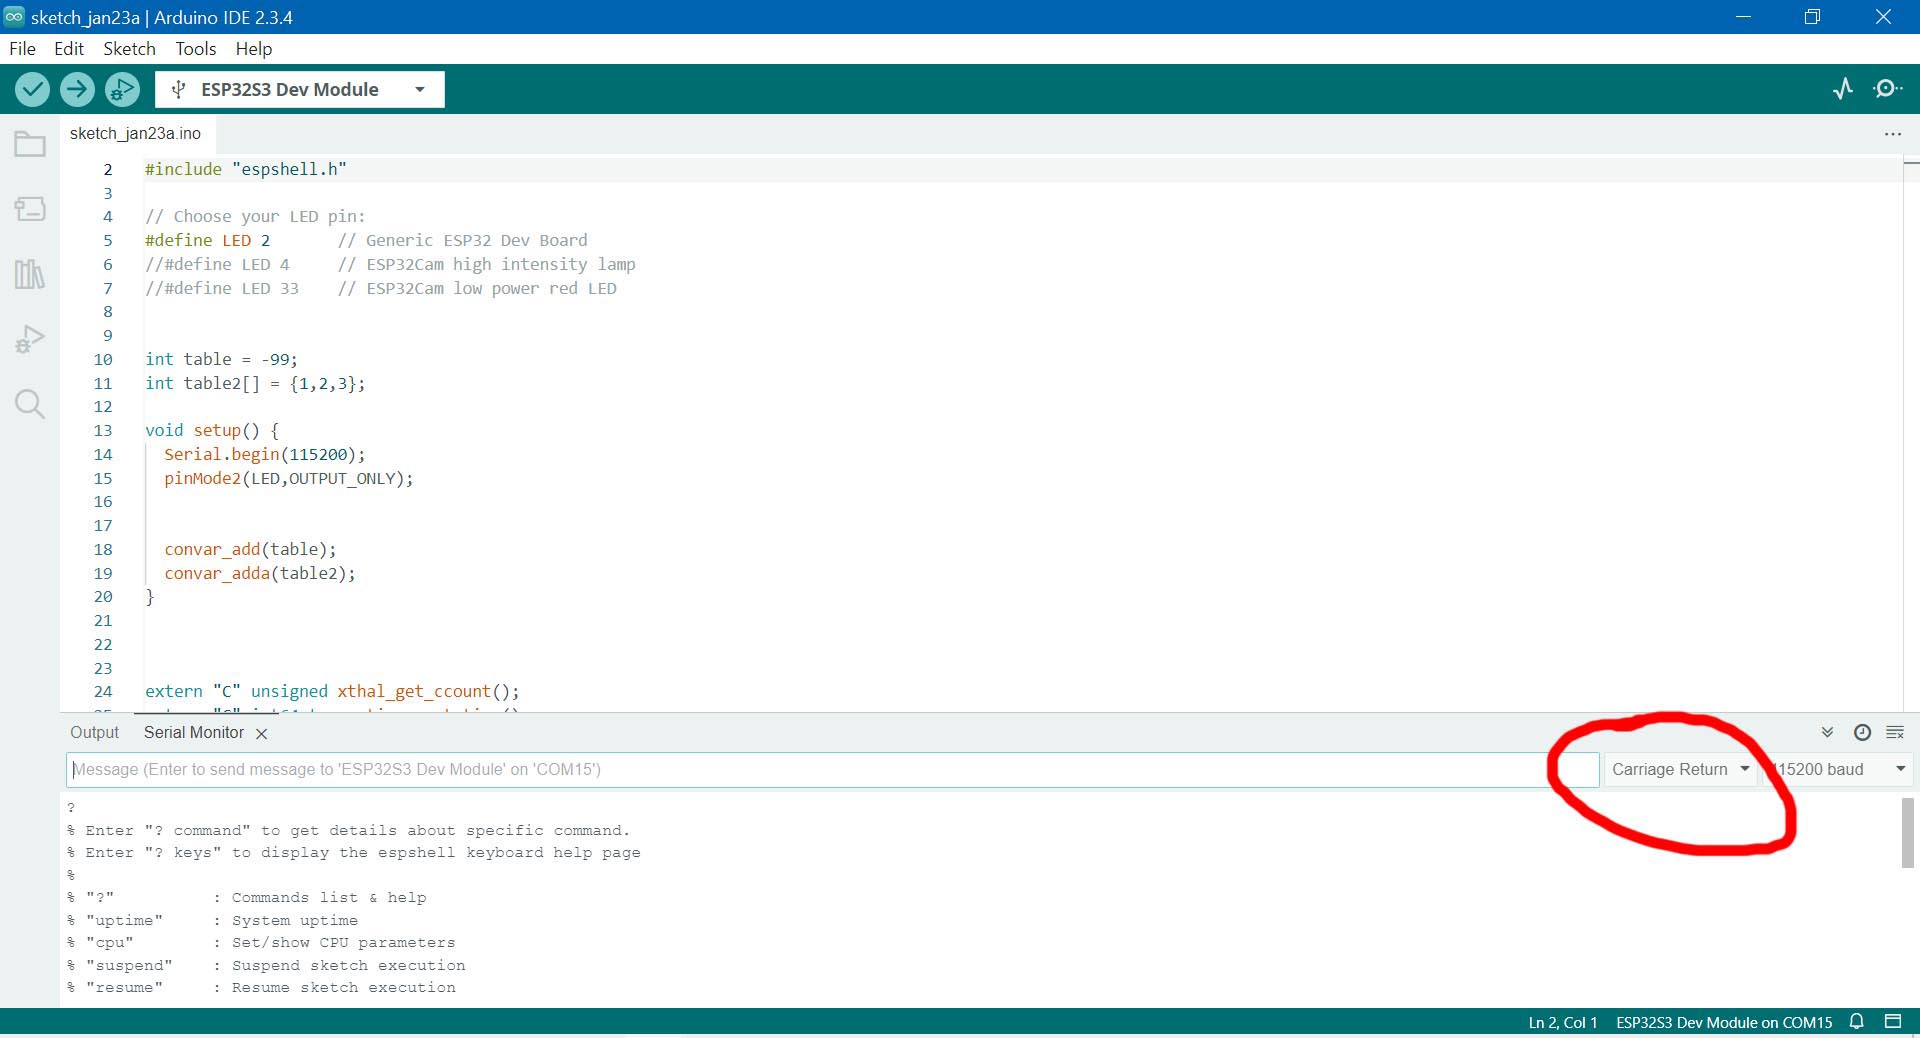 sketch_jan23a | Arduino IDE 2.3.4
File Edit Sketch Tools Help
ESP32S3 Dev Module
sketch_jan23a.ino
2 #include "espshell.h"
3
4 // Choose your LED pin:
5 #define LED 2 // Generic ESP32 Dev Board
6 //#define LED 4 // ESP32Cam high intensity lamp
7 //#define LED 33 // ESP32Cam low power red LED
8
9
10 int table = -99;
11 int table2[] = {1,2,3};
12
13 void setup() {
14 Serial.begin(115200);
15 pinMode2(LED,OUTPUT_ONLY);
16
17
18 convar_add(table);
19 convar_adda(table2);
20 }
21
22
23
24 extern "C" unsigned xthal_get_ccount();
Output Serial Monitor
Message (Enter to send message to 'ESP32S3 Dev Module' on 'COM15') Carriage Return 115200 baud
?
% Enter "? command" to get details about specific command.
% Enter "? keys" to display the espshell keyboard help page
%
% "?" : Commands list & help
% "uptime" : System uptime
% "cpu" : Set/show CPU parameters
% "suspend" : Suspend sketch execution
% "resume" : Resume sketch execution
Ln 2, Col 1 ESP32S3 Dev Module on COM15